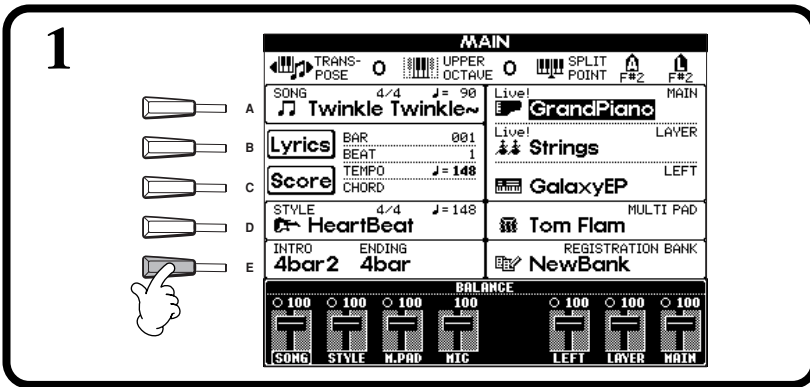 1
MAIN
TRANS-
POSE 0
UPPER
OCTAVE 0
SPLIT
POINT
A
F#2
L
F#2
SONG 4/4 ♩= 90
Twinkle Twinkle~
Live! MAIN
GrandPiano
A
Lyrics
BAR 001
BEAT 1
Live! LAYER
Strings
B
Score
TEMPO ♩=148
CHORD
LEFT
GalaxyEP
C
STYLE 4/4 ♩=148
HeartBeat
MULTI PAD
Tom Flam
D
INTRO ENDING
4bar2 4bar
REGISTRATION BANK
NewBank
E
BALANCE
100 100 100 100 100 100 100
SONG STYLE M.PAD MIC LEFT LAYER MAIN